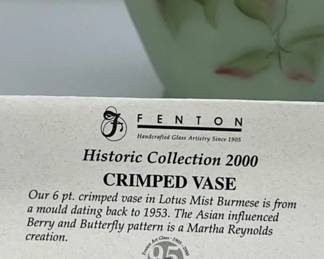 FENTON
Handcrafted Glass Artistry Since 1905
Historic Collection 2000
CRIMPED VASE
Our 6 pt. crimped vase in Lotus Mist Burmese is from
a mould dating back to 1953. The Asian influenced
Berry and Butterfly pattern is a Martha Reynolds
creation.
95